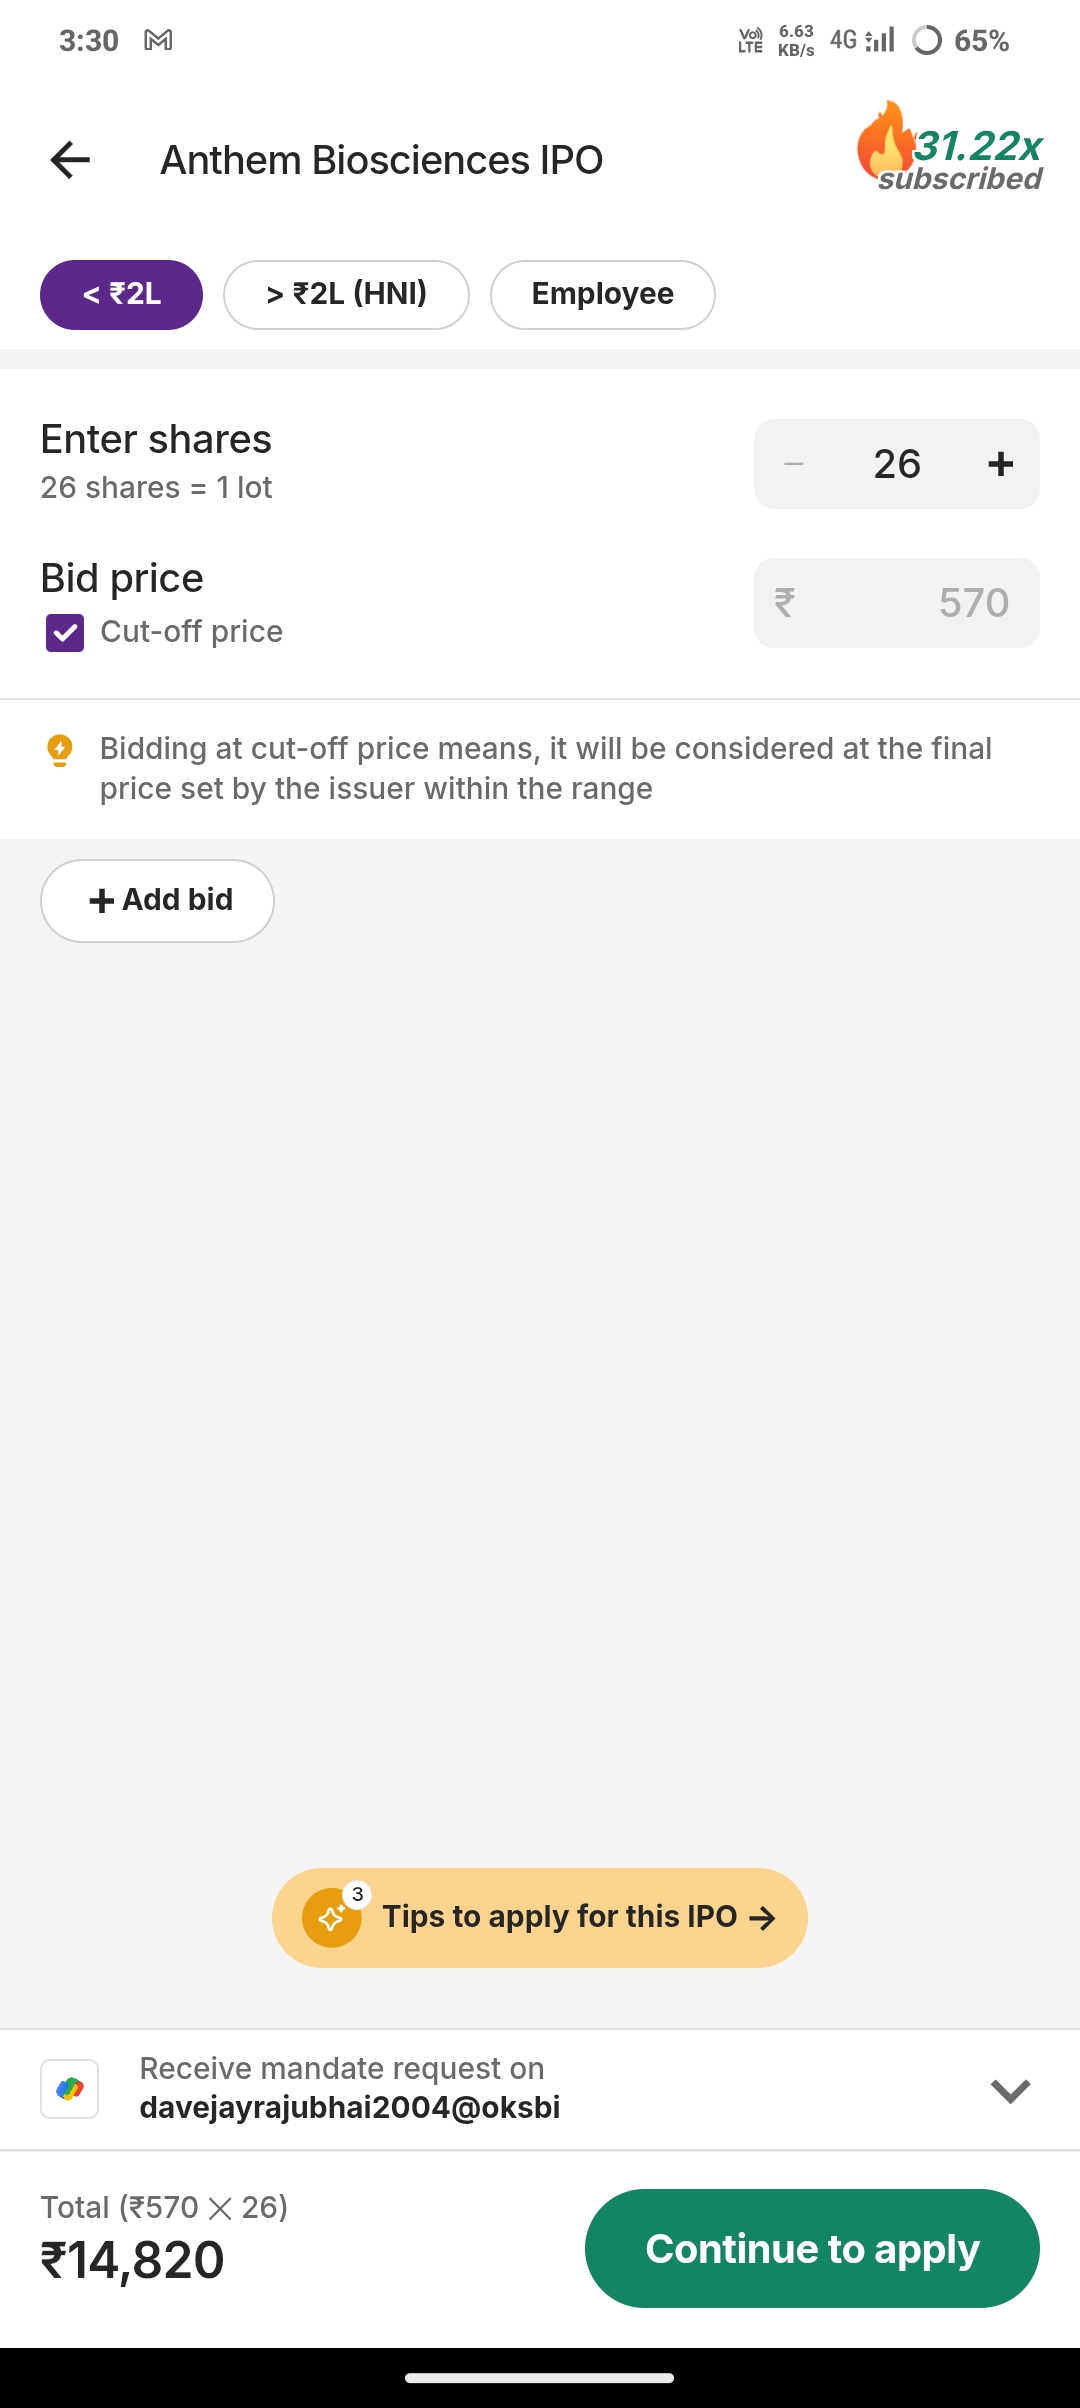 3:30
Vo)) LTE 6.63 KB/s 4G 65%
Anthem Biosciences IPO
31.22x
subscribed
< ₹2L
> ₹2L (HNI)
Employee
Enter shares
26 shares = 1 lot
− 26 +
Bid price
Cut-off price
₹ 570
Bidding at cut-off price means, it will be considered at the final
price set by the issuer within the range
+ Add bid
3
Tips to apply for this IPO →
Receive mandate request on
davejayrajubhai2004@oksbi
Total (₹570 × 26)
₹14,820
Continue to apply